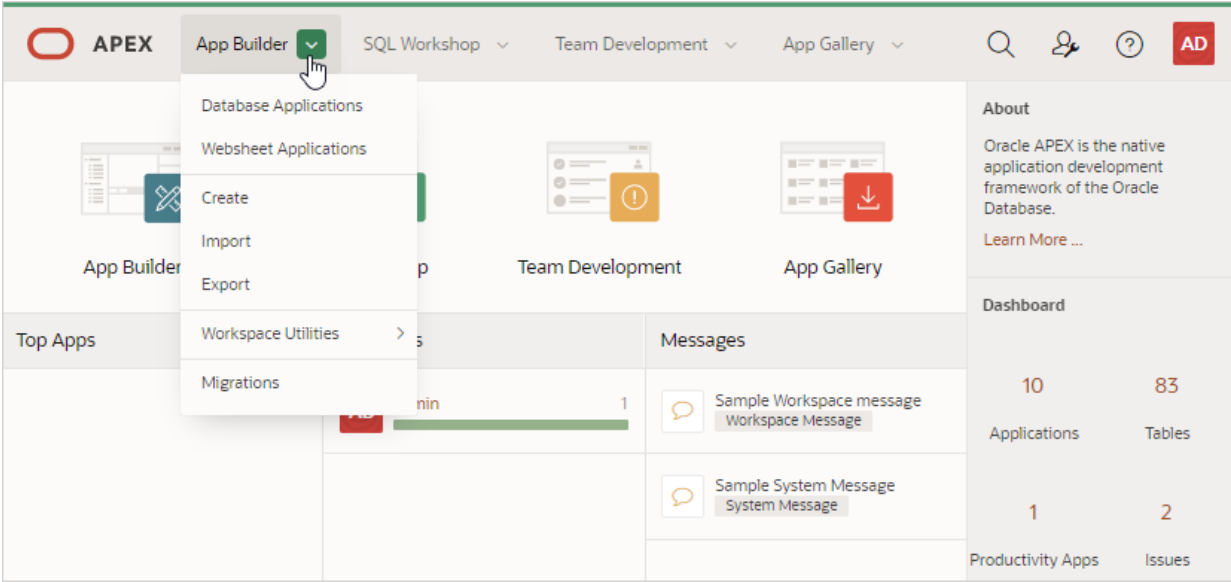 APEX App Builder SQL Workshop Team Development App Gallery AD
Database Applications
Websheet Applications
Create
Import
Export
Workspace Utilities
Migrations
App Builder
p
Team Development
App Gallery
Top Apps
s
min 1
Messages
Sample Workspace message
Workspace Message
Sample System Message
System Message
About
Oracle APEX is the native
application development
framework of the Oracle
Database.
Learn More ...
Dashboard
10 83
Applications Tables
1 2
Productivity Apps Issues